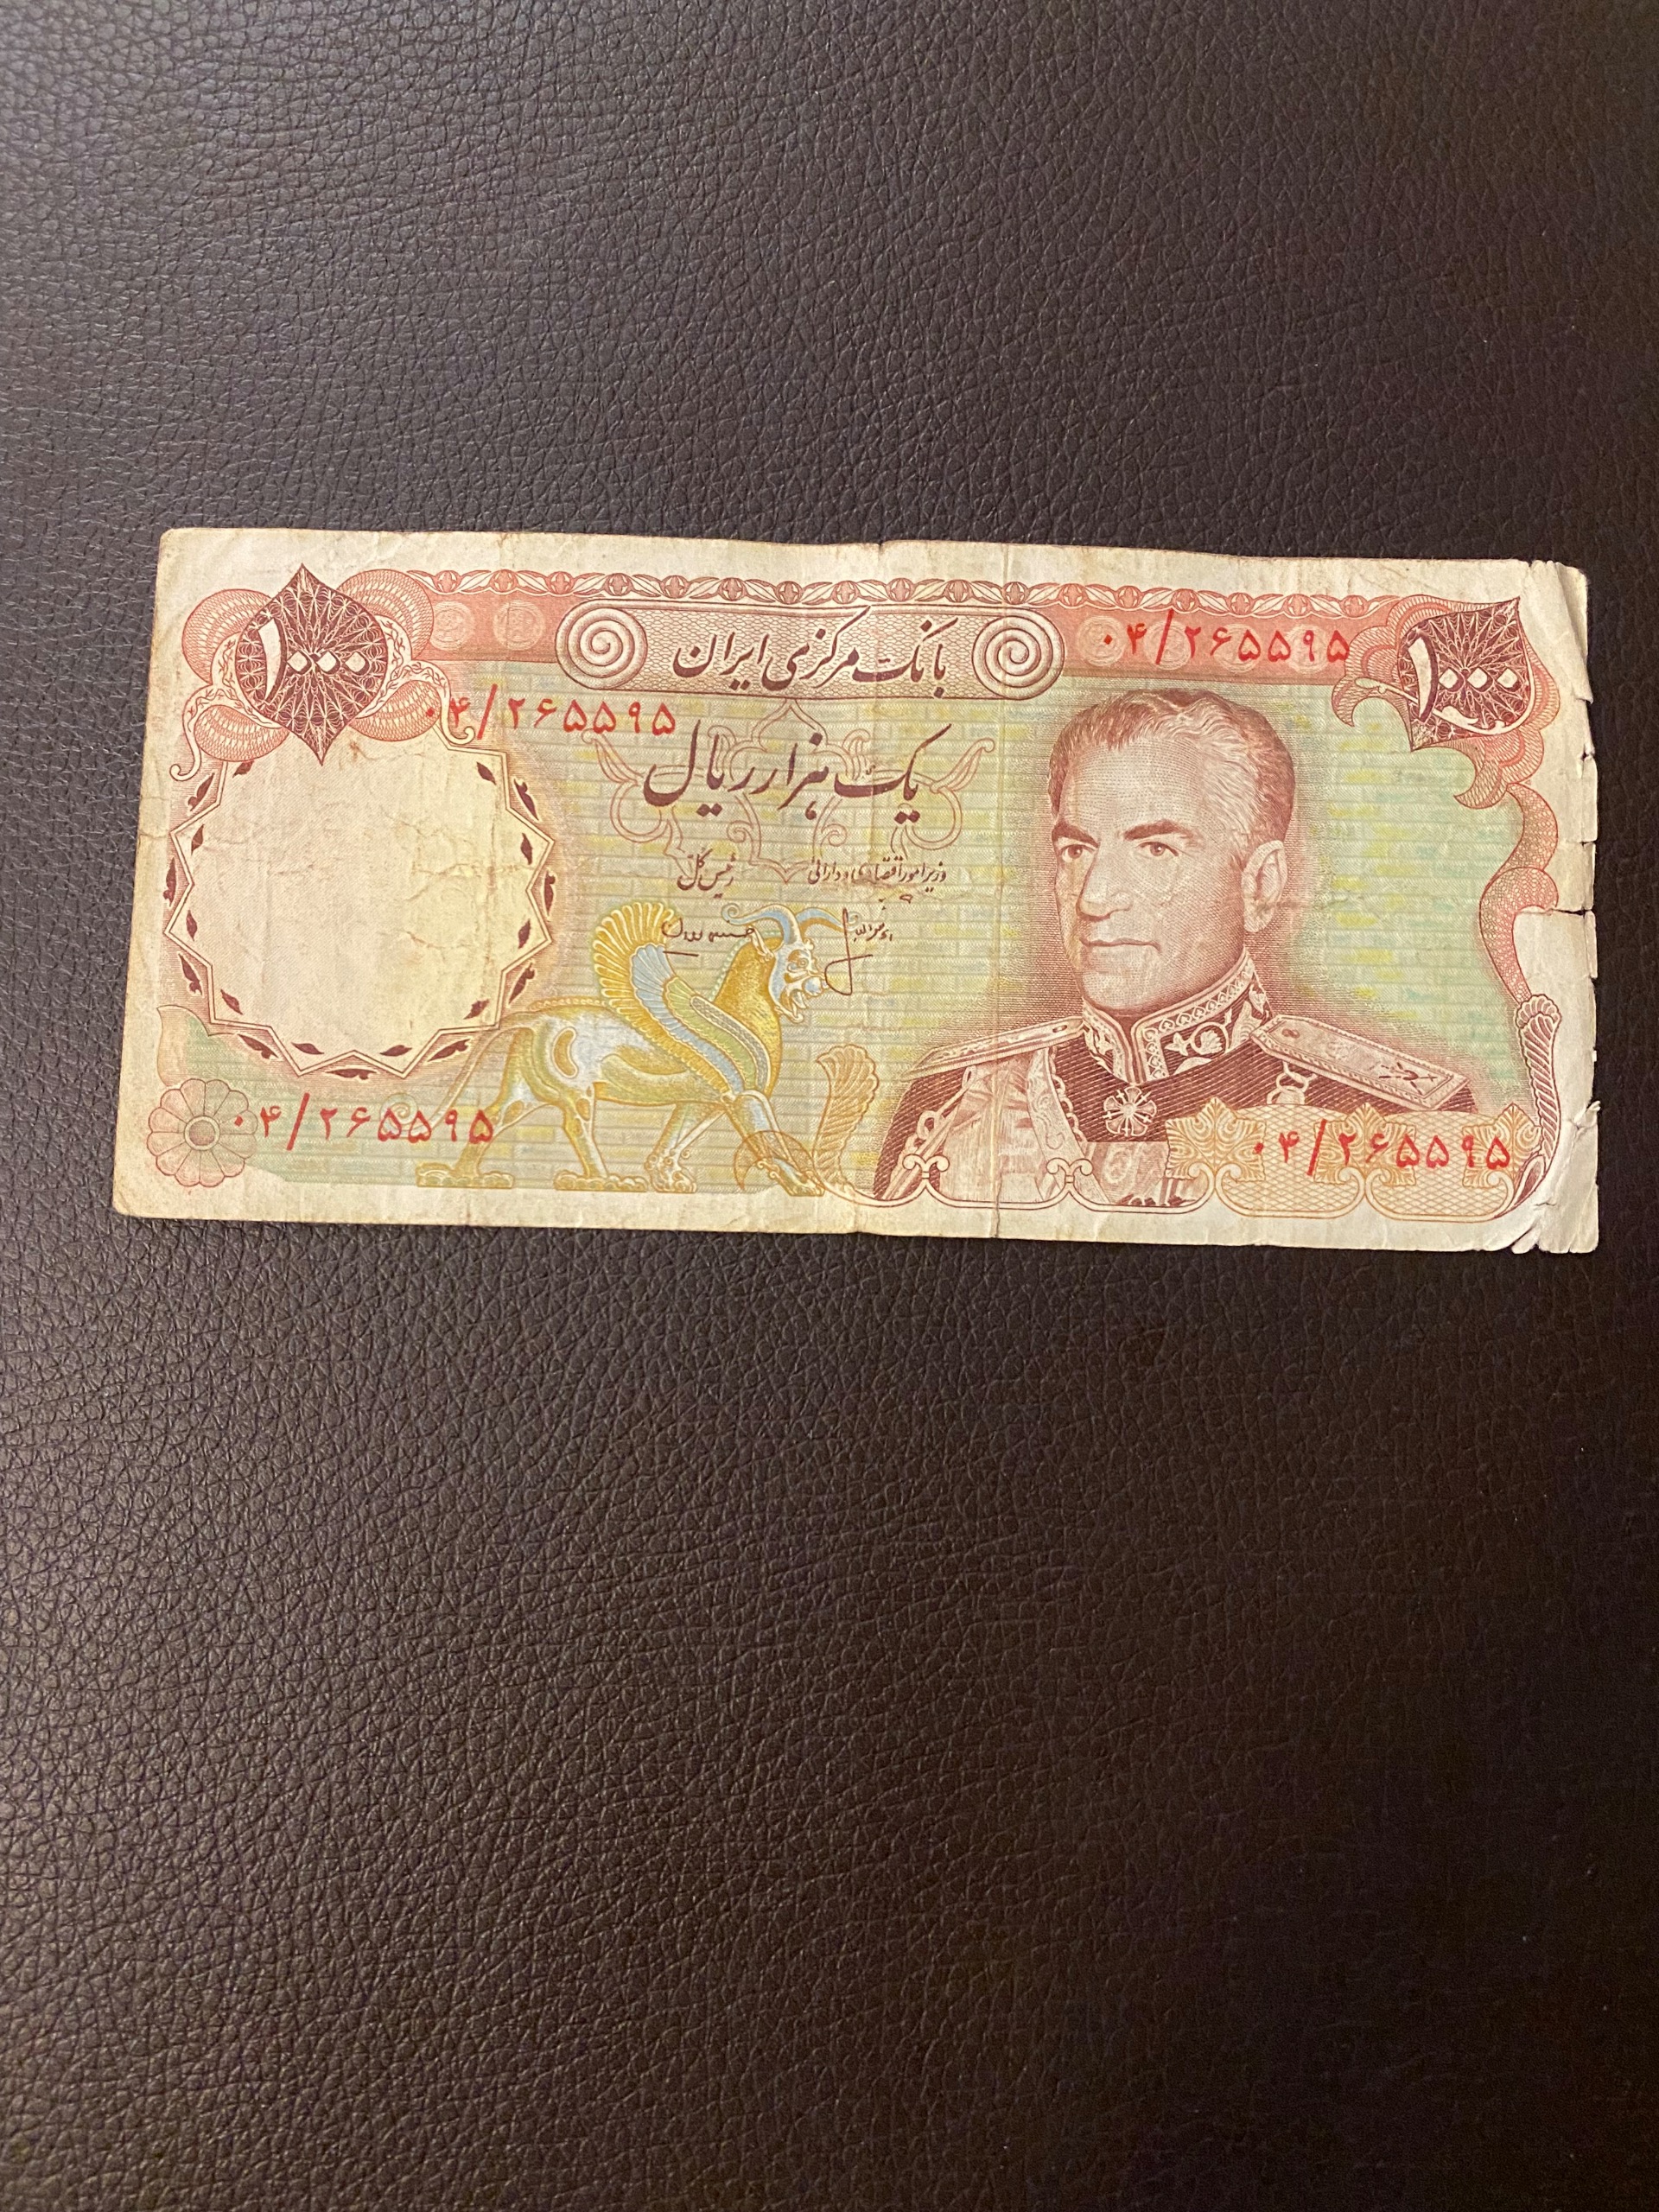 بانک مرکزی ایران
۱۰۰۰
۰۴/۲۶۵۵۹۵
۱۰۰۰
۰۴/۲۶۵۵۹۵
یک هزار ریال
وزیر امور اقتصادی و دارائی
رئیس کل
۰۴/۲۶۵۵۹۵
۰۴/۲۶۵۵۹۵